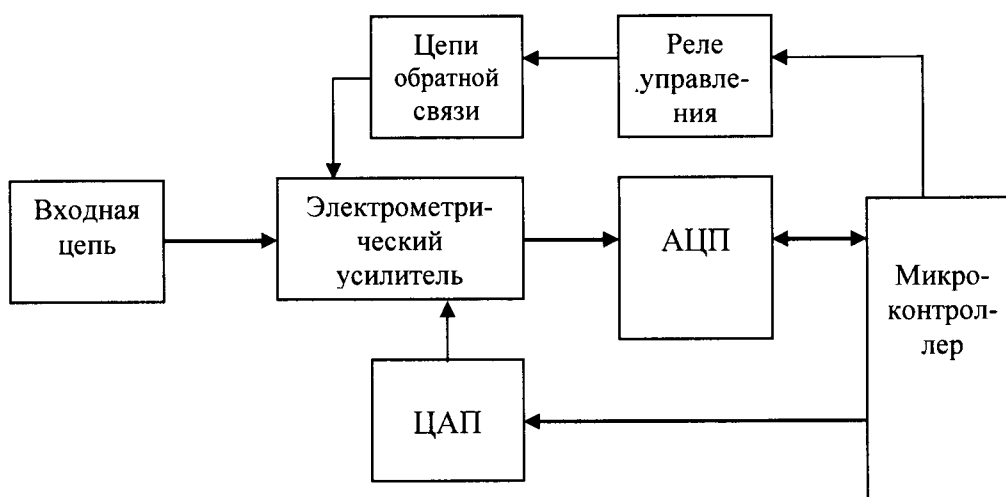 Цепи
обратной
связи
Реле
управле-
ния
Входная
цепь
Электрометри-
ческий
усилитель
АЦП
Микро-
контрол-
лер
ЦАП